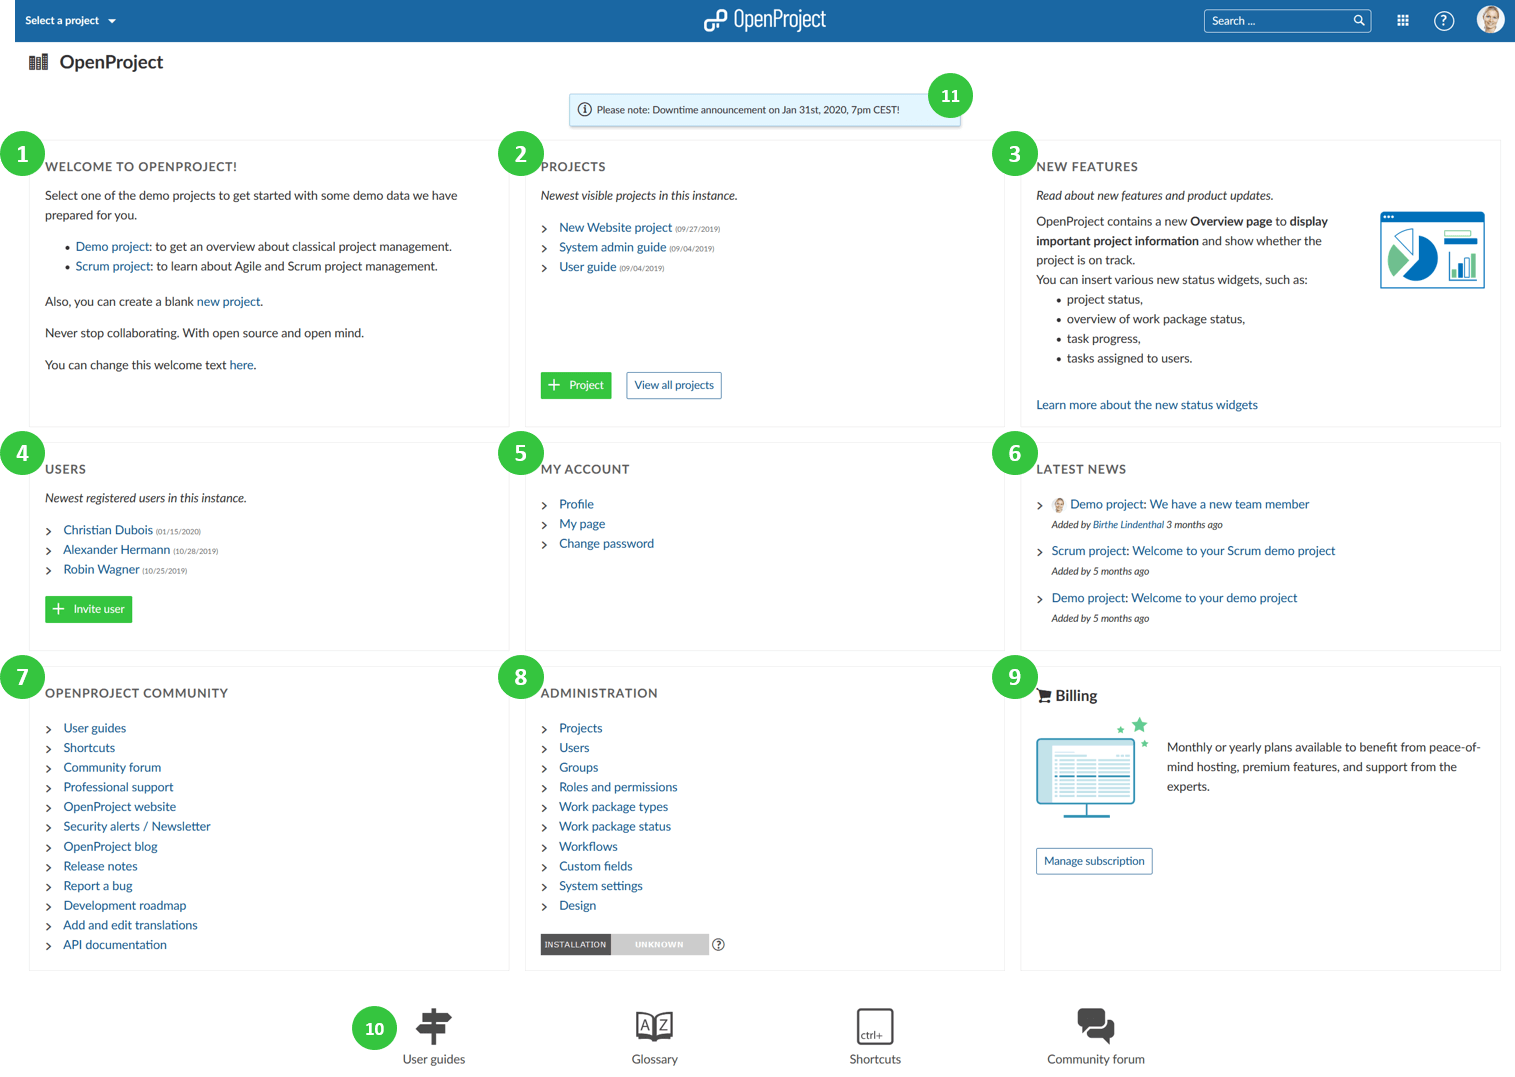 Select a project
OpenProject
Search ...
?
OpenProject
11
Please note: Downtime announcement on Jan 31st, 2020, 7pm CEST!
1
WELCOME TO OPENPROJECT!
Select one of the demo projects to get started with some demo data we have
prepared for you.
• Demo project: to get an overview about classical project management.
• Scrum project: to learn about Agile and Scrum project management.
Also, you can create a blank new project.
Never stop collaborating. With open source and open mind.
You can change this welcome text here.
2
PROJECTS
Newest visible projects in this instance.
New Website project (09/27/2019)
System admin guide (09/04/2019)
User guide (09/04/2019)
+ Project
View all projects
3
NEW FEATURES
Read about new features and product updates.
OpenProject contains a new Overview page to display
important project information and show whether the
project is on track.
You can insert various new status widgets, such as:
• project status,
• overview of work package status,
• task progress,
• tasks assigned to users.
Learn more about the new status widgets
4
USERS
Newest registered users in this instance.
Christian Dubois (01/15/2020)
Alexander Hermann (10/28/2019)
Robin Wagner (10/25/2019)
+ Invite user
5
MY ACCOUNT
Profile
My page
Change password
6
LATEST NEWS
Demo project: We have a new team member
Added by Birthe Lindenthal 3 months ago
Scrum project: Welcome to your Scrum demo project
Added by 5 months ago
Demo project: Welcome to your demo project
Added by 5 months ago
7
OPENPROJECT COMMUNITY
User guides
Shortcuts
Community forum
Professional support
OpenProject website
Security alerts / Newsletter
OpenProject blog
Release notes
Report a bug
Development roadmap
Add and edit translations
API documentation
8
ADMINISTRATION
Projects
Users
Groups
Roles and permissions
Work package types
Work package status
Workflows
Custom fields
System settings
Design
INSTALLATION UNKNOWN ?
9
Billing
Monthly or yearly plans available to benefit from peace-of-
mind hosting, premium features, and support from the
experts.
Manage subscription
10
User guides
A Z
Glossary
ctrl+
Shortcuts
Community forum